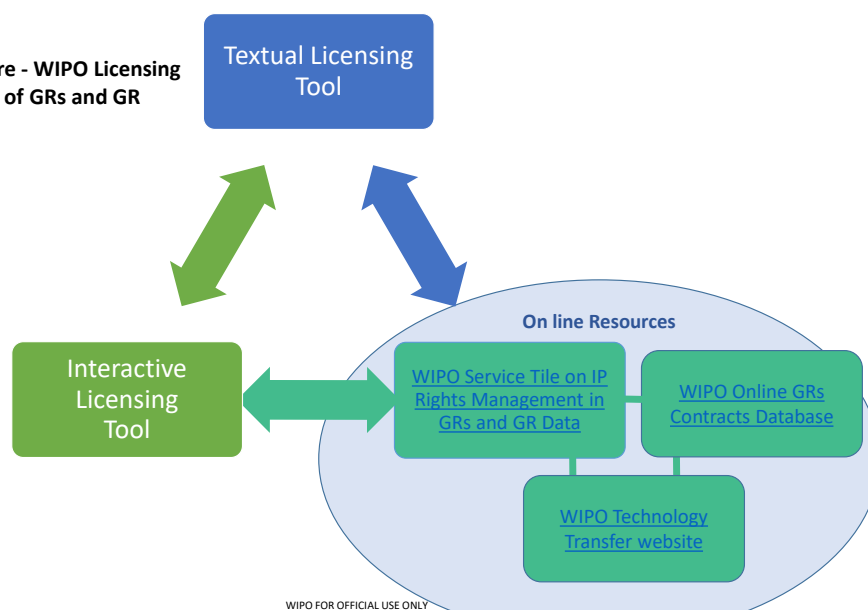 re - WIPO Licensing
of GRs and GR
Textual Licensing
Tool
On line Resources
Interactive
Licensing
Tool
WIPO Service Tile on IP
Rights Management in
GRs and GR Data
WIPO Online GRs
Contracts Database
WIPO Technology
Transfer website
WIPO FOR OFFICIAL USE ONLY